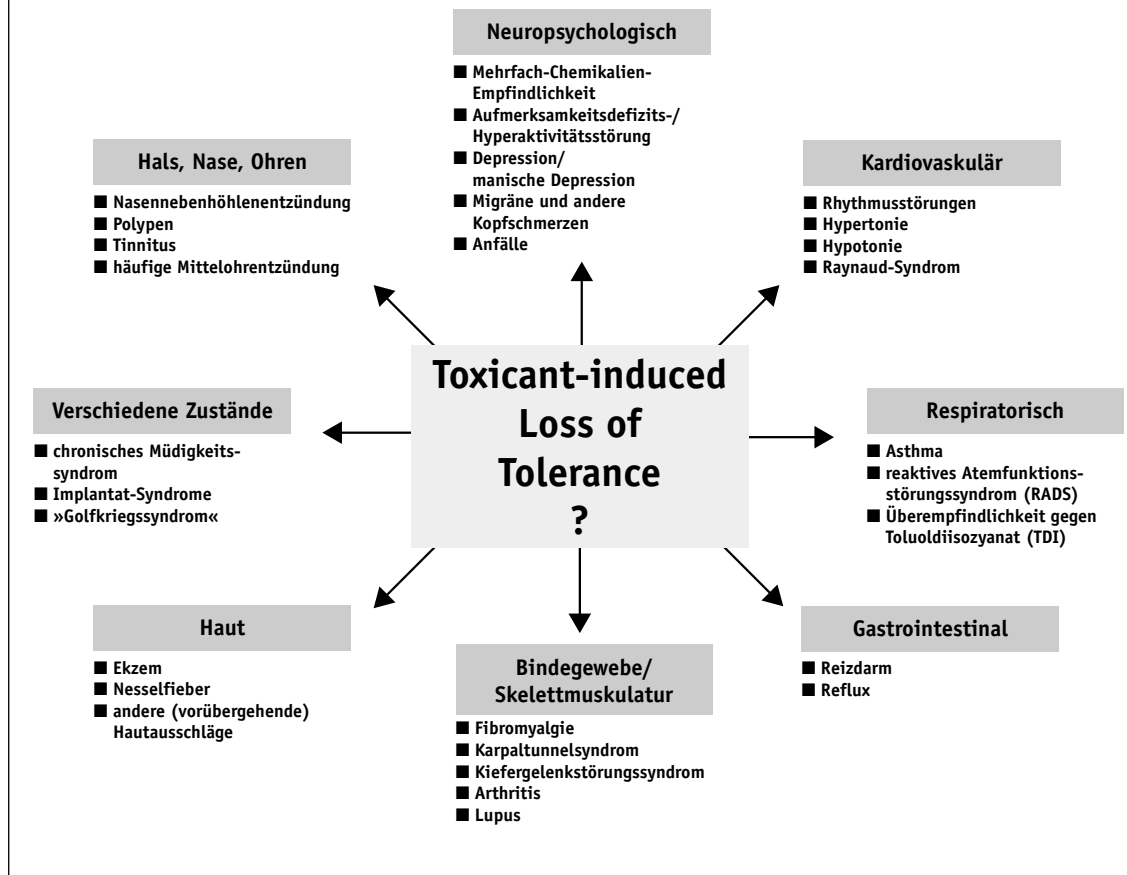 Neuropsychologisch
■ Mehrfach-Chemikalien-
Empfindlichkeit
■ Aufmerksamkeitsdefizits-/
Hyperaktivitätsstörung
■ Depression/
manische Depression
■ Migräne und andere
Kopfschmerzen
■ Anfälle
Hals, Nase, Ohren
■ Nasennebenhöhlenentzündung
■ Polypen
■ Tinnitus
■ häufige Mittelohrentzündung
Kardiovaskulär
■ Rhythmusstörungen
■ Hypertonie
■ Hypotonie
■ Raynaud-Syndrom
Toxicant-induced
Loss of
Tolerance
?
Verschiedene Zustände
■ chronisches Müdigkeits-
syndrom
■ Implantat-Syndrome
■ »Golfkriegssyndrom«
Respiratorisch
■ Asthma
■ reaktives Atemfunktions-
störungssyndrom (RADS)
■ Überempfindlichkeit gegen
Toluoldiisozyanat (TDI)
Haut
■ Ekzem
■ Nesselfieber
■ andere (vorübergehende)
Hautausschläge
Bindegewebe/
Skelettmuskulatur
■ Fibromyalgie
■ Karpaltunnelsyndrom
■ Kiefergelenkstörungssyndrom
■ Arthritis
■ Lupus
Gastrointestinal
■ Reizdarm
■ Reflux